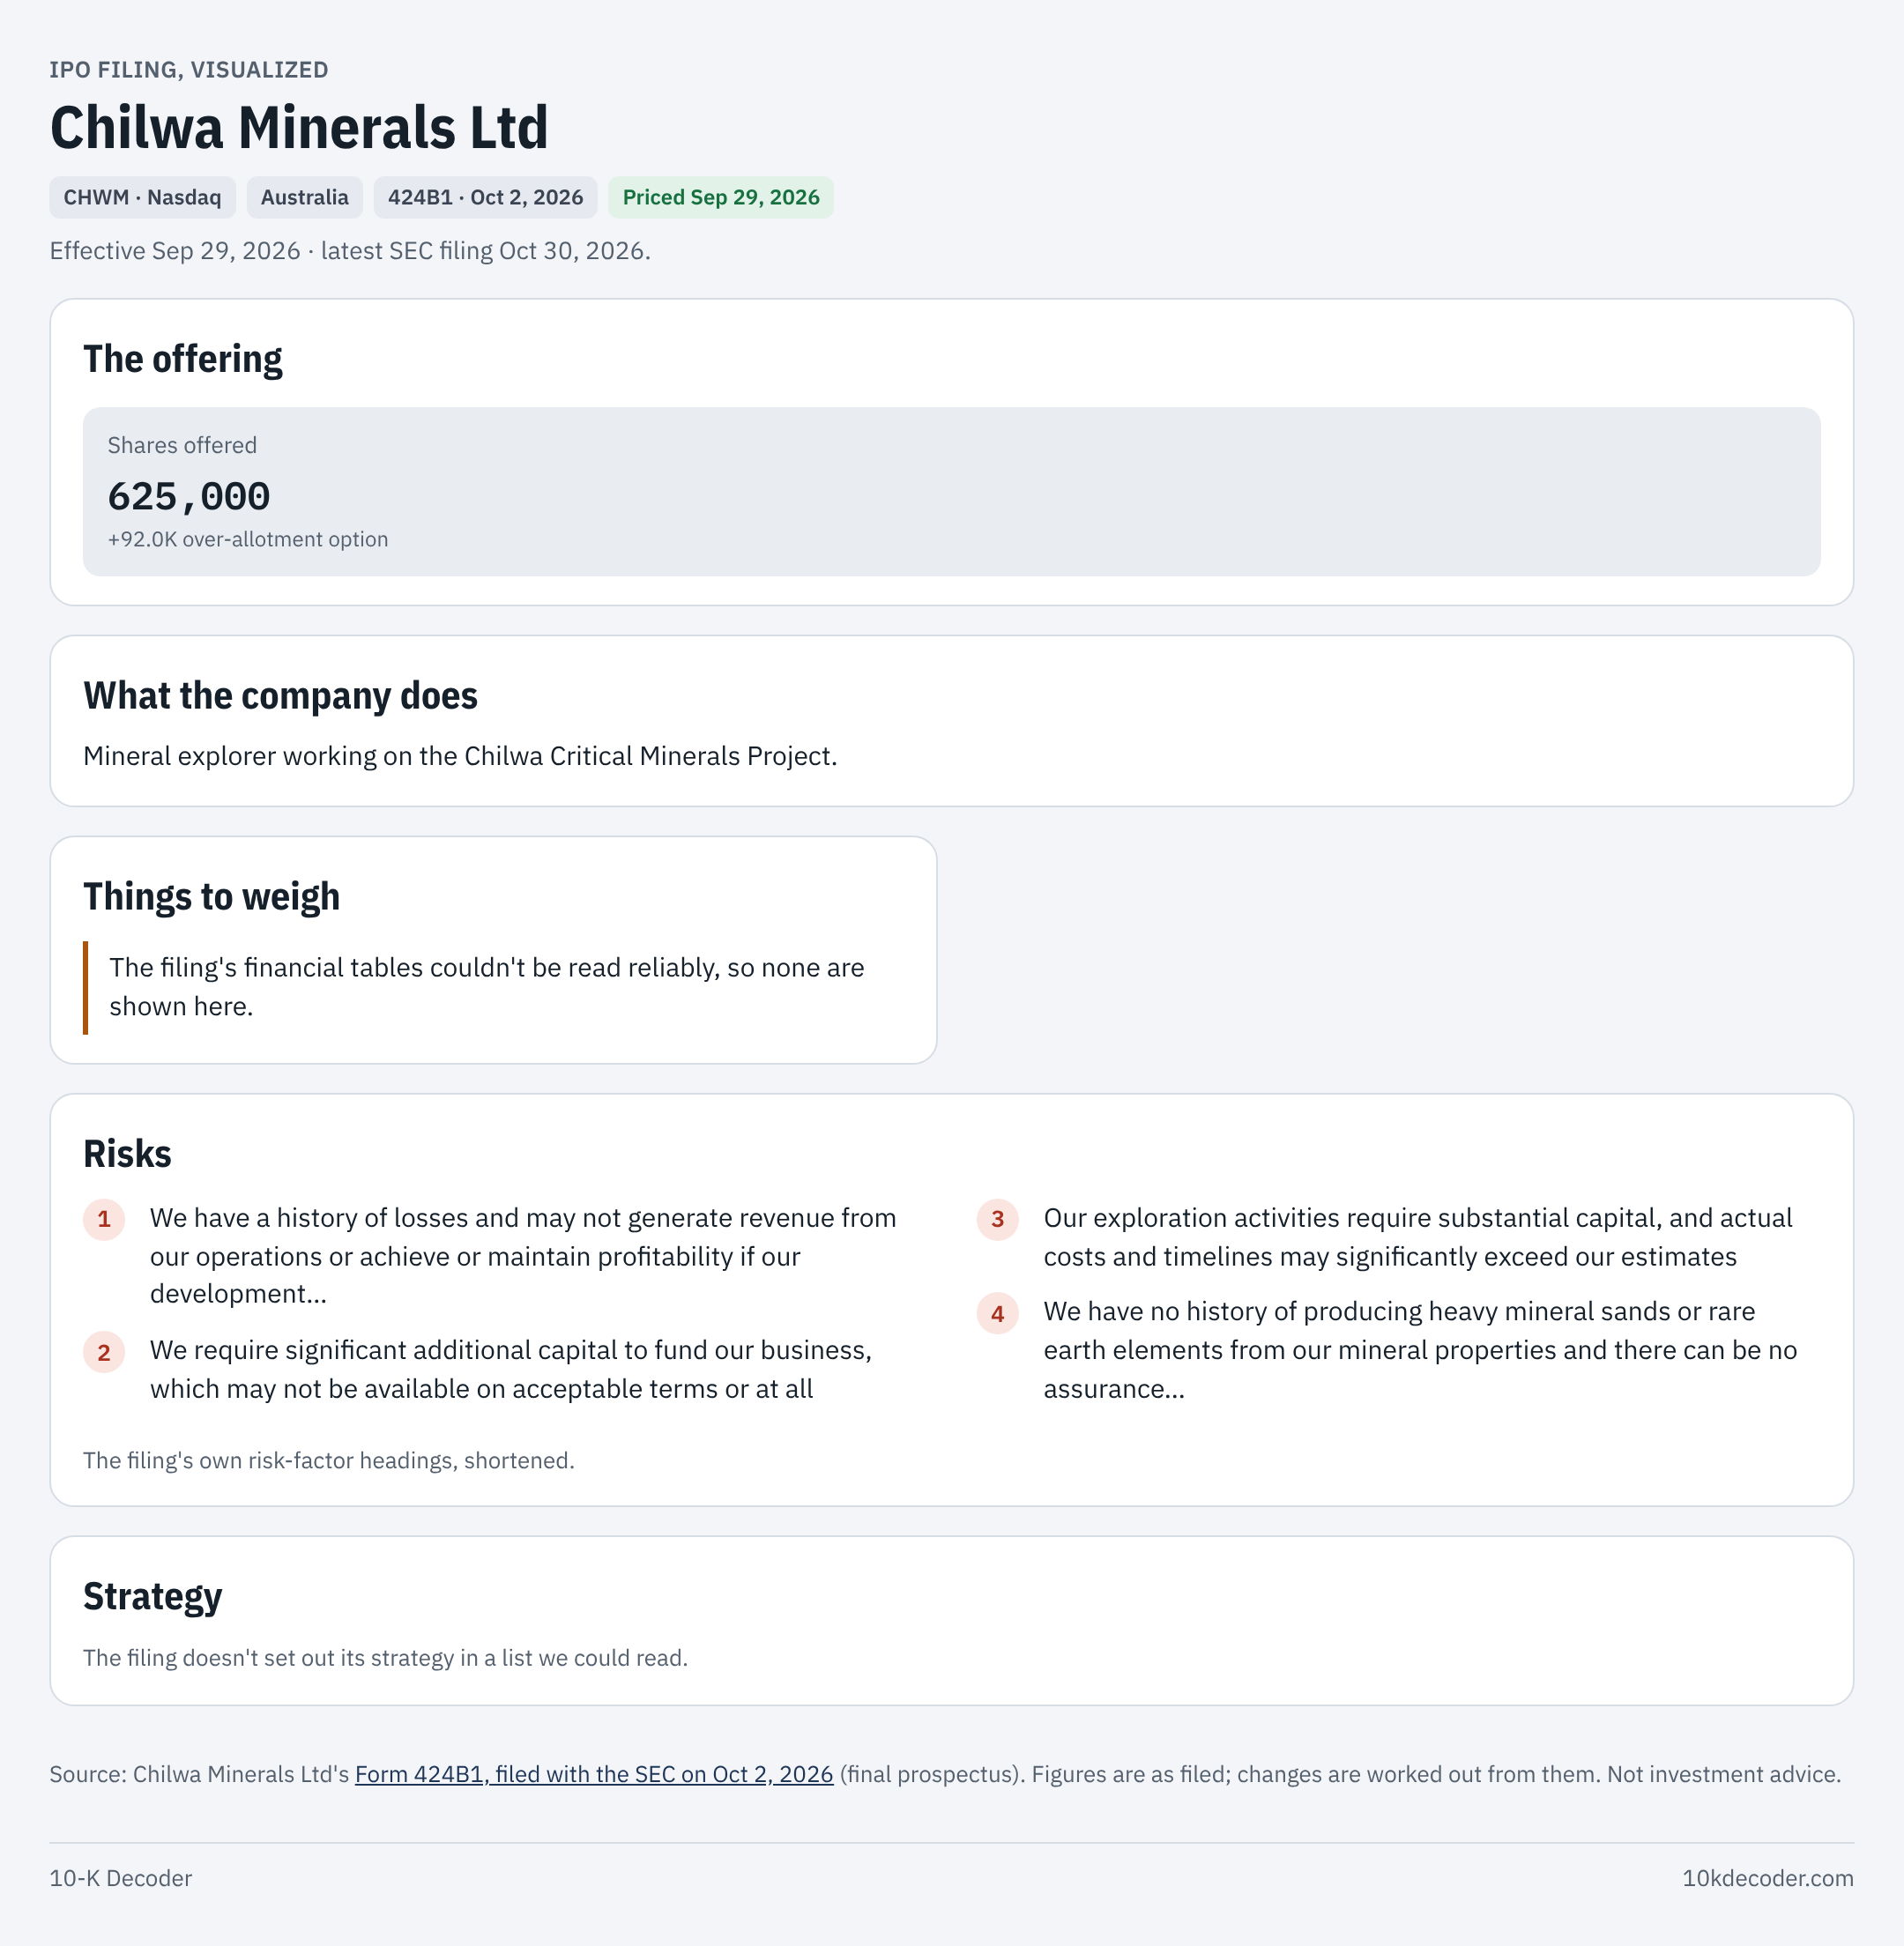 IPO FILING, VISUALIZED
Chilwa Minerals Ltd
CHWM · Nasdaq
Australia
424B1 · Oct 2, 2026
Priced Sep 29, 2026
Effective Sep 29, 2026 · latest SEC filing Oct 30, 2026.
The offering
Shares offered
625,000
+92.0K over-allotment option
What the company does
Mineral explorer working on the Chilwa Critical Minerals Project.
Things to weigh
The filing's financial tables couldn't be read reliably, so none are
shown here.
Risks
1
We have a history of losses and may not generate revenue from
our operations or achieve or maintain profitability if our
development…
2
We require significant additional capital to fund our business,
which may not be available on acceptable terms or at all
3
Our exploration activities require substantial capital, and actual
costs and timelines may significantly exceed our estimates
4
We have no history of producing heavy mineral sands or rare
earth elements from our mineral properties and there can be no
assurance…
The filing's own risk-factor headings, shortened.
Strategy
The filing doesn't set out its strategy in a list we could read.
Source: Chilwa Minerals Ltd's Form 424B1, filed with the SEC on Oct 2, 2026 (final prospectus). Figures are as filed; changes are worked out from them. Not investment advice.
10-K Decoder
10kdecoder.com